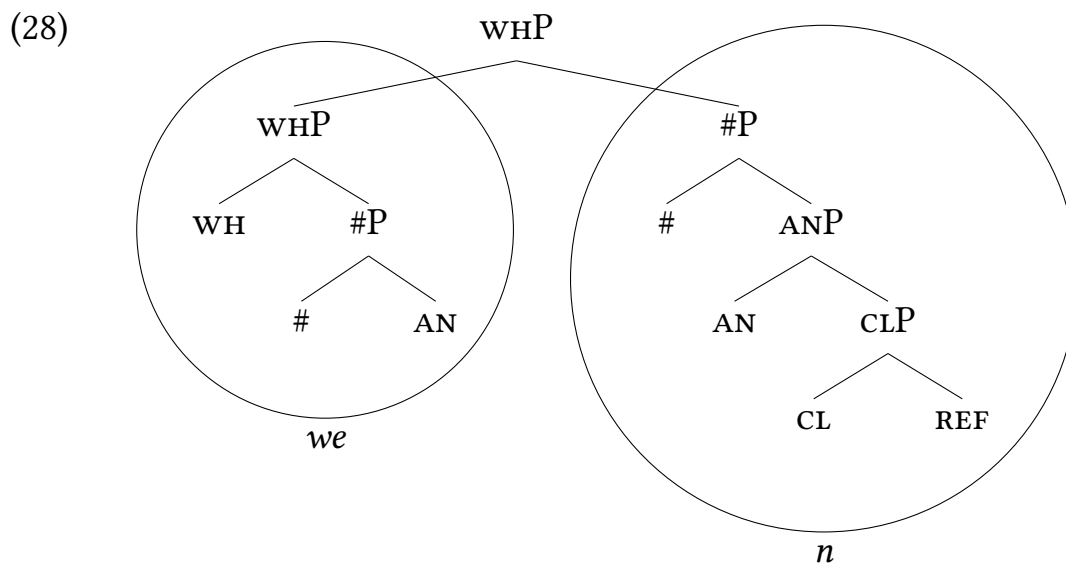 (28)
WHP
WHP #P
WH #P # ANP
# AN AN CLP
CL REF
we
n